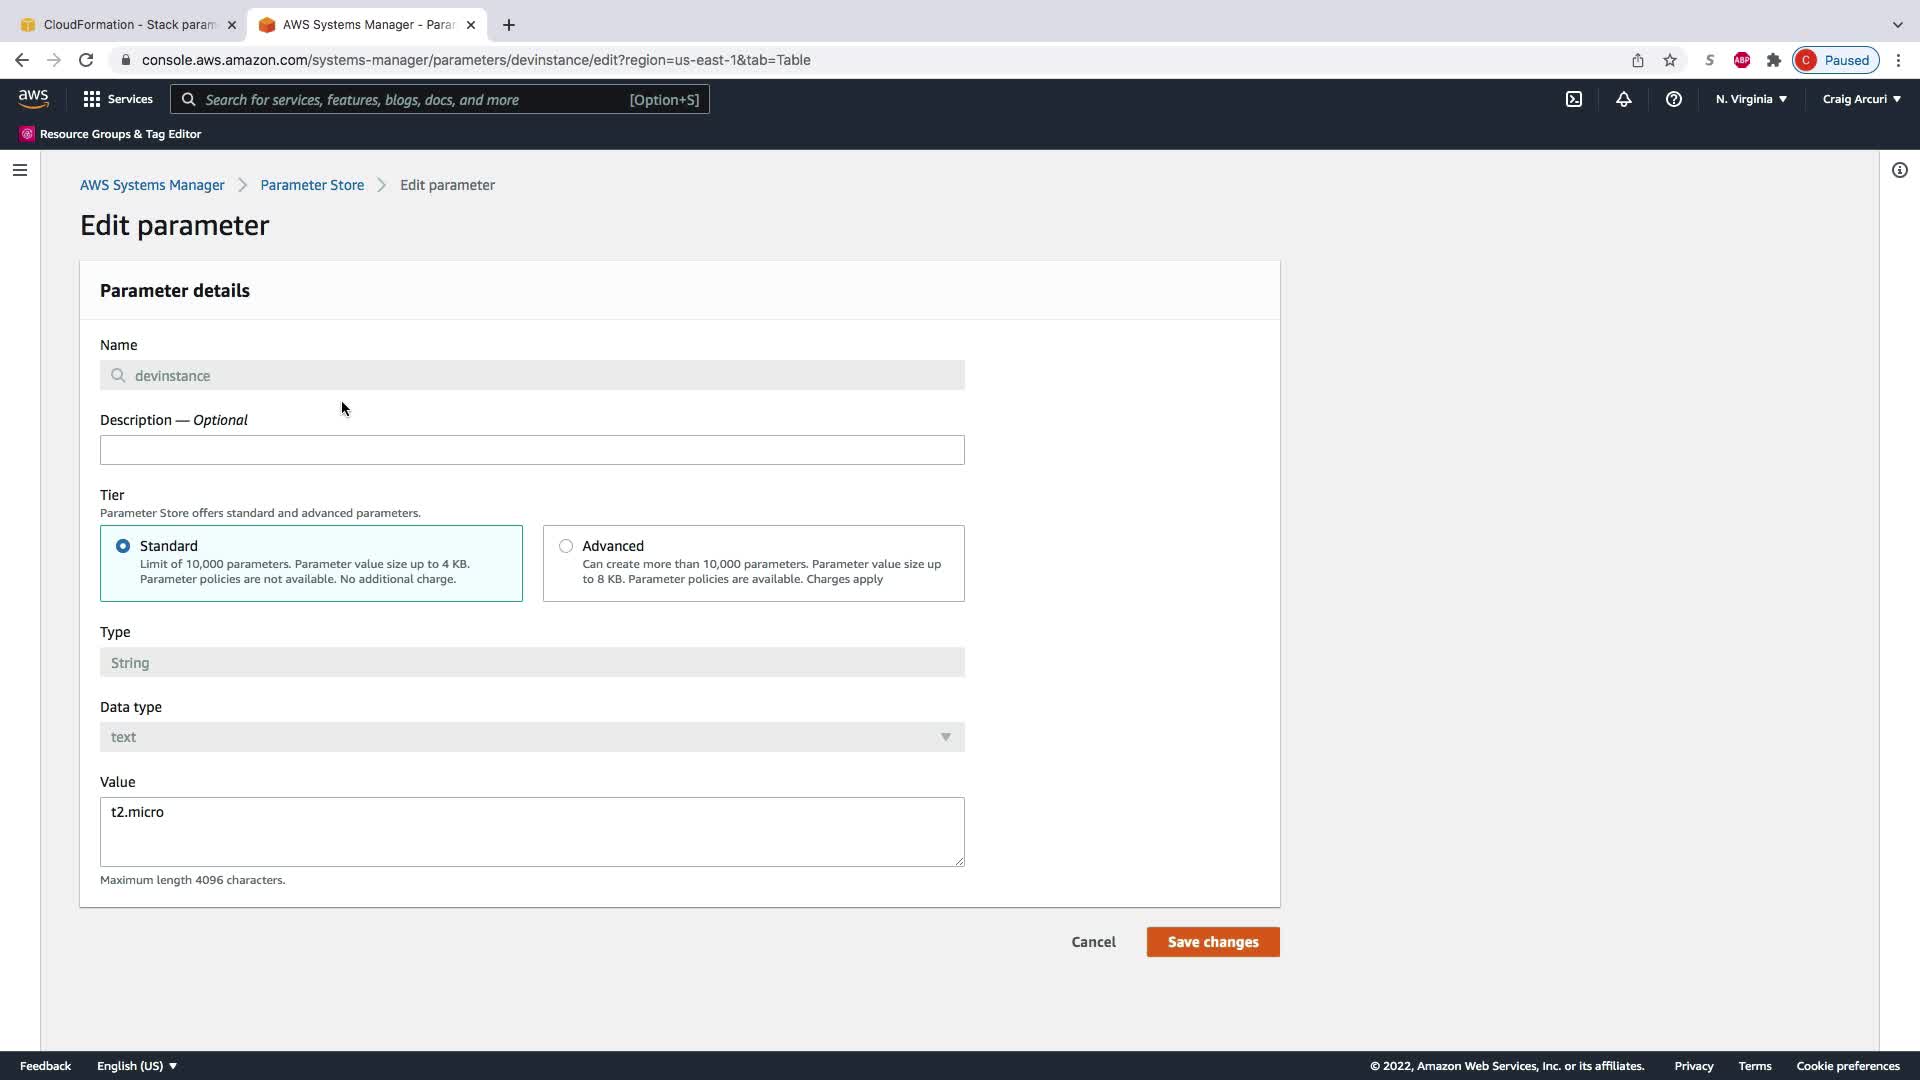 CloudFormation - Stack param
AWS Systems Manager - Para
console.aws.amazon.com/systems-manager/parameters/devinstance/edit?region=us-east-1&tab=Table
S
ABP
C Paused
aws
Services
Search for services, features, blogs, docs, and more [Option+S]
N. Virginia ▼
Craig Arcuri ▼
Resource Groups & Tag Editor
AWS Systems Manager > Parameter Store > Edit parameter
Edit parameter
Parameter details
Name
devinstance
Description — Optional
Tier
Parameter Store offers standard and advanced parameters.
Standard
Limit of 10,000 parameters. Parameter value size up to 4 KB.
Parameter policies are not available. No additional charge.
Advanced
Can create more than 10,000 parameters. Parameter value size up
to 8 KB. Parameter policies are available. Charges apply
Type
String
Data type
text
Value
t2.micro
Maximum length 4096 characters.
Cancel
Save changes
Feedback English (US) ▼ © 2022, Amazon Web Services, Inc. or its affiliates. Privacy Terms Cookie preferences